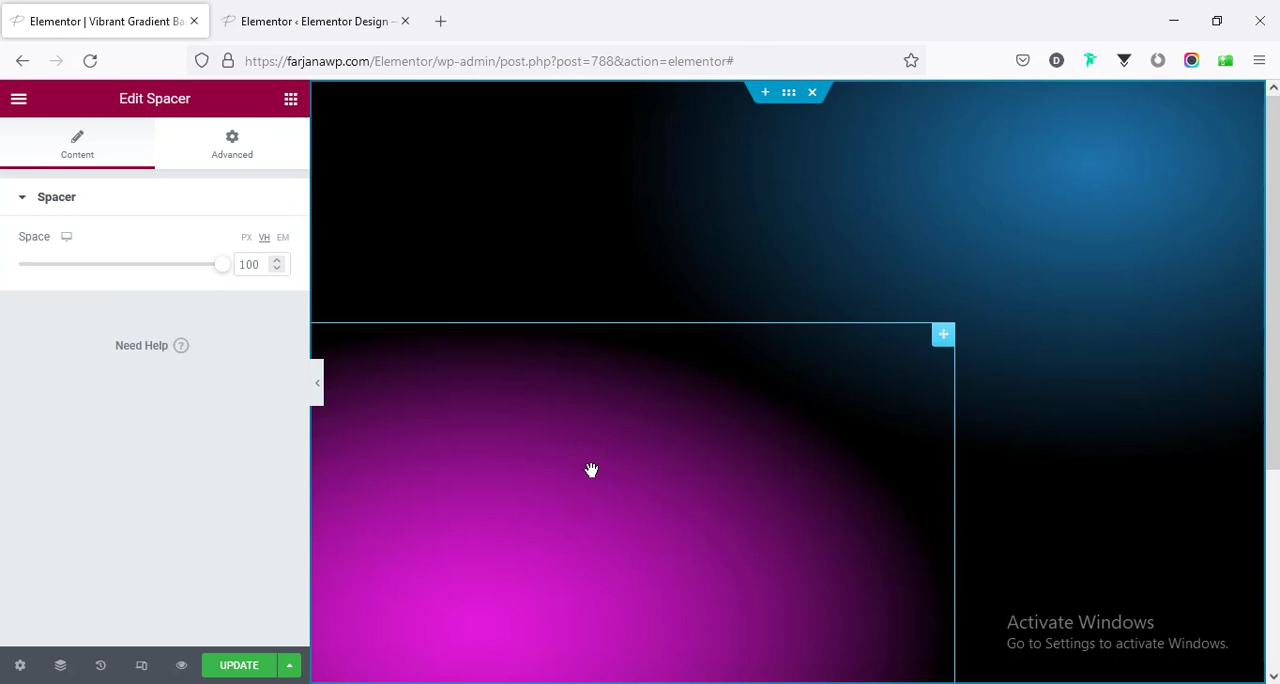 Elementor | Vibrant Gradient Ba
Elementor ‹ Elementor Design –
https://farjanawp.com/Elementor/wp-admin/post.php?post=788&action=elementor#
Edit Spacer
Content
Advanced
Spacer
Space
PX VH EM
100
Need Help
UPDATE
Activate Windows
Go to Settings to activate Windows.